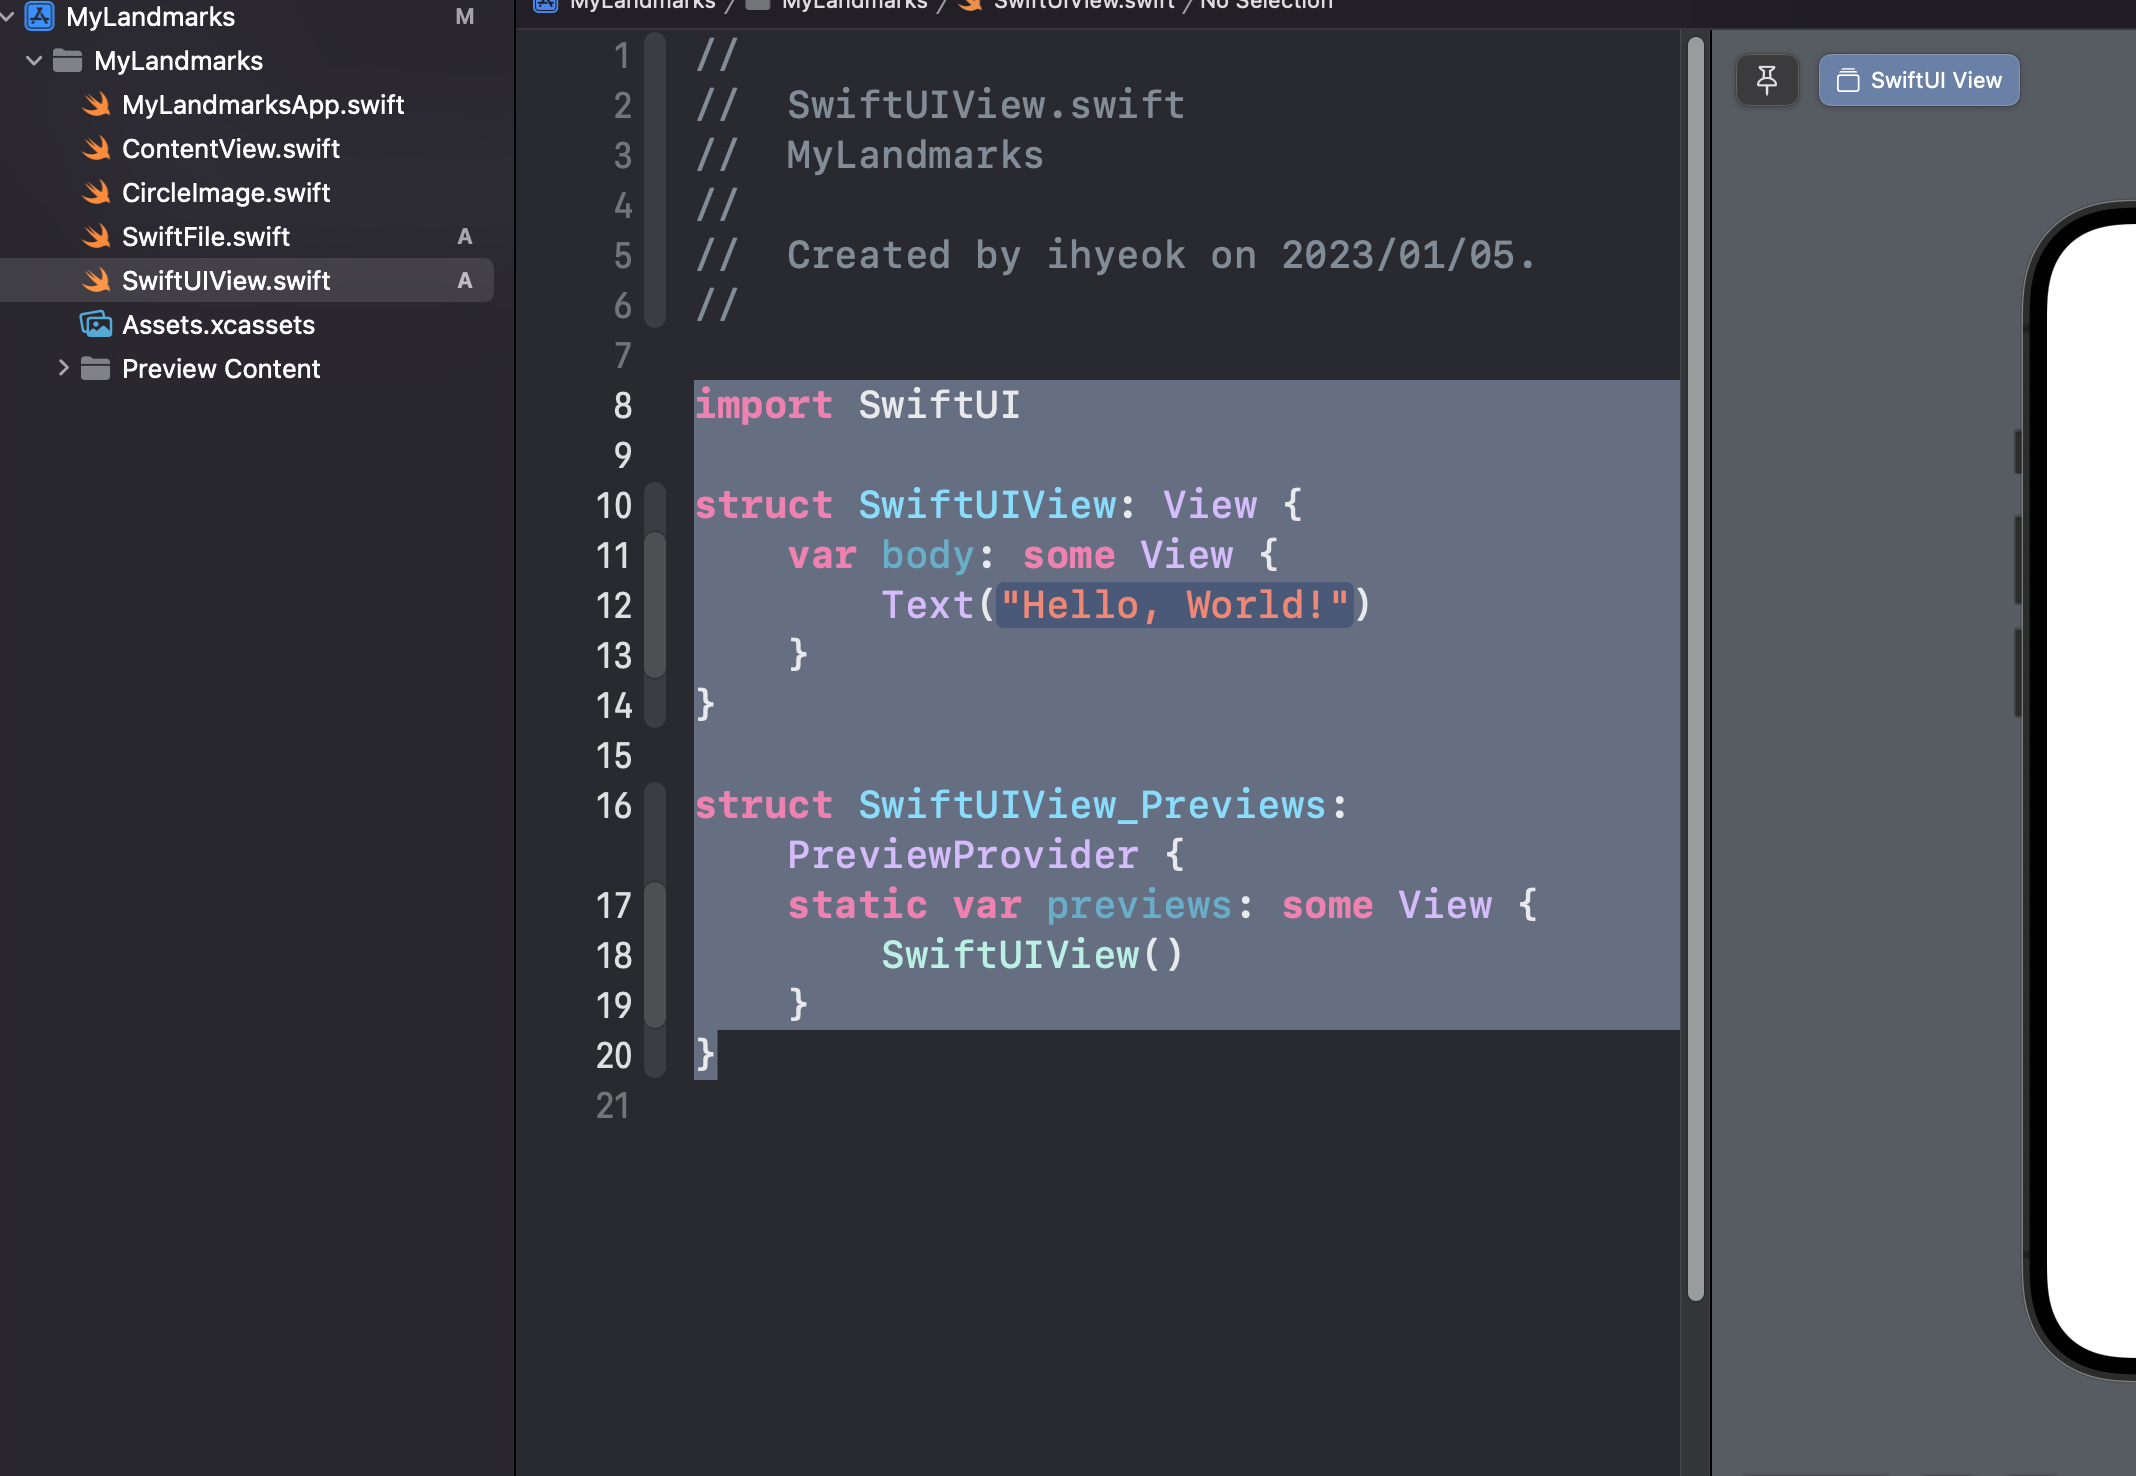 MyLandmarks M
MyLandmarks
MyLandmarksApp.swift
ContentView.swift
CircleImage.swift
SwiftFile.swift A
SwiftUIView.swift A
Assets.xcassets
Preview Content
MyLandmarks / MyLandmarks / SwiftUIView.swift / No Selection
1 //
2 //  SwiftUIView.swift
3 //  MyLandmarks
4 //
5 //  Created by ihyeok on 2023/01/05.
6 //
7
8 import SwiftUI
9
10 struct SwiftUIView: View {
11     var body: some View {
12         Text("Hello, World!")
13     }
14 }
15
16 struct SwiftUIView_Previews:
    PreviewProvider {
17     static var previews: some View {
18         SwiftUIView()
19     }
20 }
21
SwiftUI View